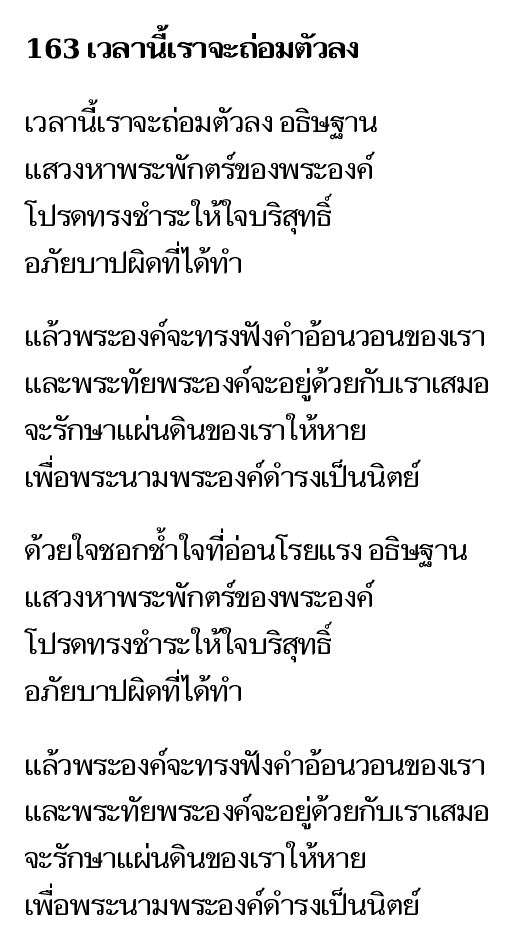 163 เวลานี้เราจะถ่อมตัวลง
เวลานี้เราจะถ่อมตัวลง อธิษฐาน
แสวงหาพระพักตร์ของพระองค์
โปรดทรงชำระให้ใจบริสุทธิ์
อภัยบาปผิดที่ได้ทำ
แล้วพระองค์จะทรงฟังคำอ้อนวอนของเรา
และพระทัยพระองค์จะอยู่ด้วยกับเราเสมอ
จะรักษาแผ่นดินของเราให้หาย
เพื่อพระนามพระองค์ดำรงเป็นนิตย์
ด้วยใจชอกช้ำใจที่อ่อนโรยแรง อธิษฐาน
แสวงหาพระพักตร์ของพระองค์
โปรดทรงชำระให้ใจบริสุทธิ์
อภัยบาปผิดที่ได้ทำ
แล้วพระองค์จะทรงฟังคำอ้อนวอนของเรา
และพระทัยพระองค์จะอยู่ด้วยกับเราเสมอ
จะรักษาแผ่นดินของเราให้หาย
เพื่อพระนามพระองค์ดำรงเป็นนิตย์